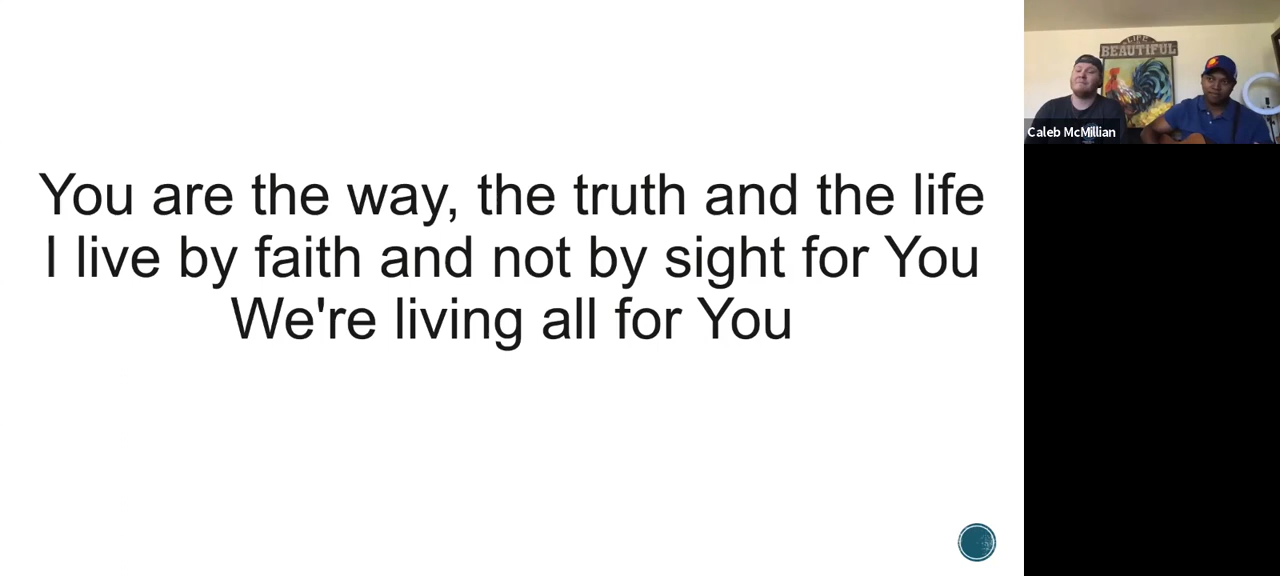 You are the way, the truth and the life
I live by faith and not by sight for You
We're living all for You
LIFE
BEAUTIFUL
Caleb McMillian